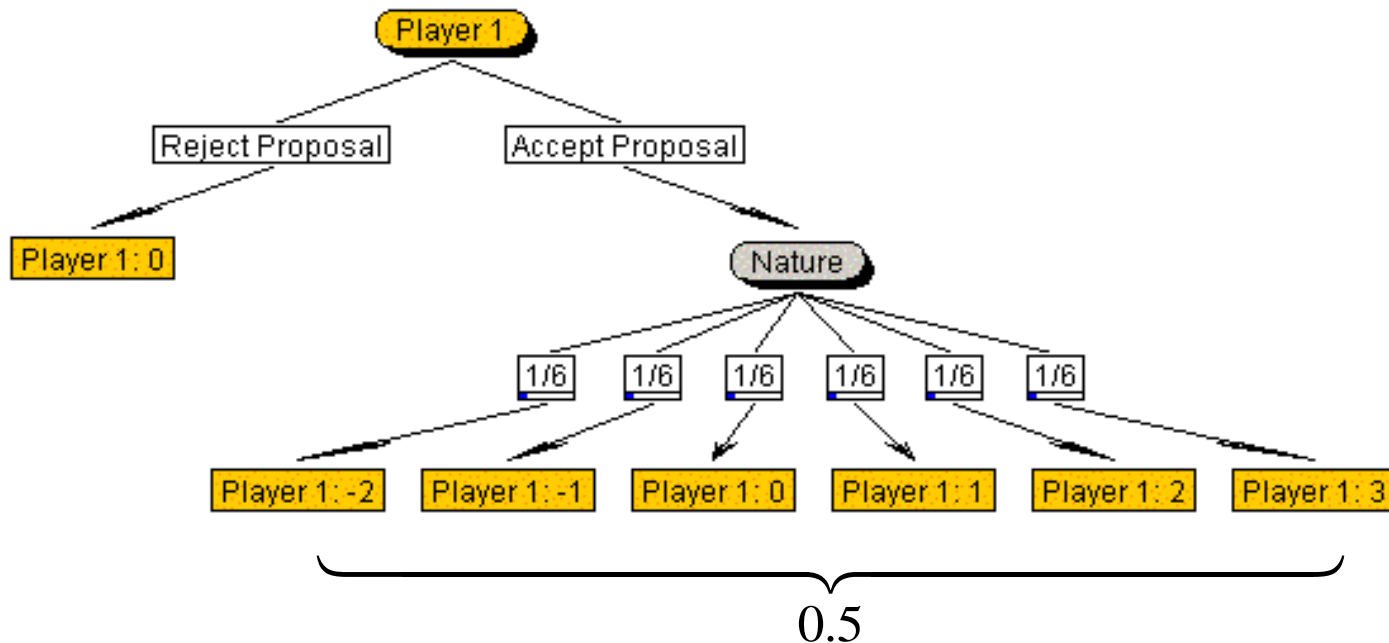 Player 1
Reject Proposal Accept Proposal
Player 1: 0
Nature
1/6 1/6 1/6 1/6 1/6 1/6
Player 1: -2 Player 1: -1 Player 1: 0 Player 1: 1 Player 1: 2 Player 1: 3
0.5